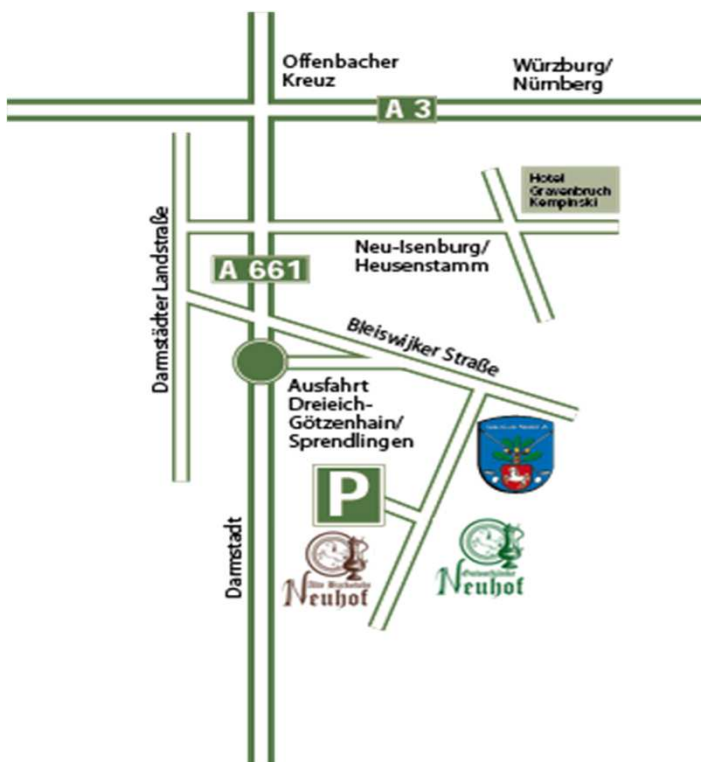 Offenbacher
Kreuz
Würzburg/
Nürnberg
A 3
Hotel
Gravenbruch
Kempinski
Darmstädter Landstraße
Neu-Isenburg/
Heusenstamm
A 661
Bleiswijker Straße
Ausfahrt
Dreieich-
Götzenhain/
Sprendlingen
P
Darmstadt
Neuhof
Neuhof